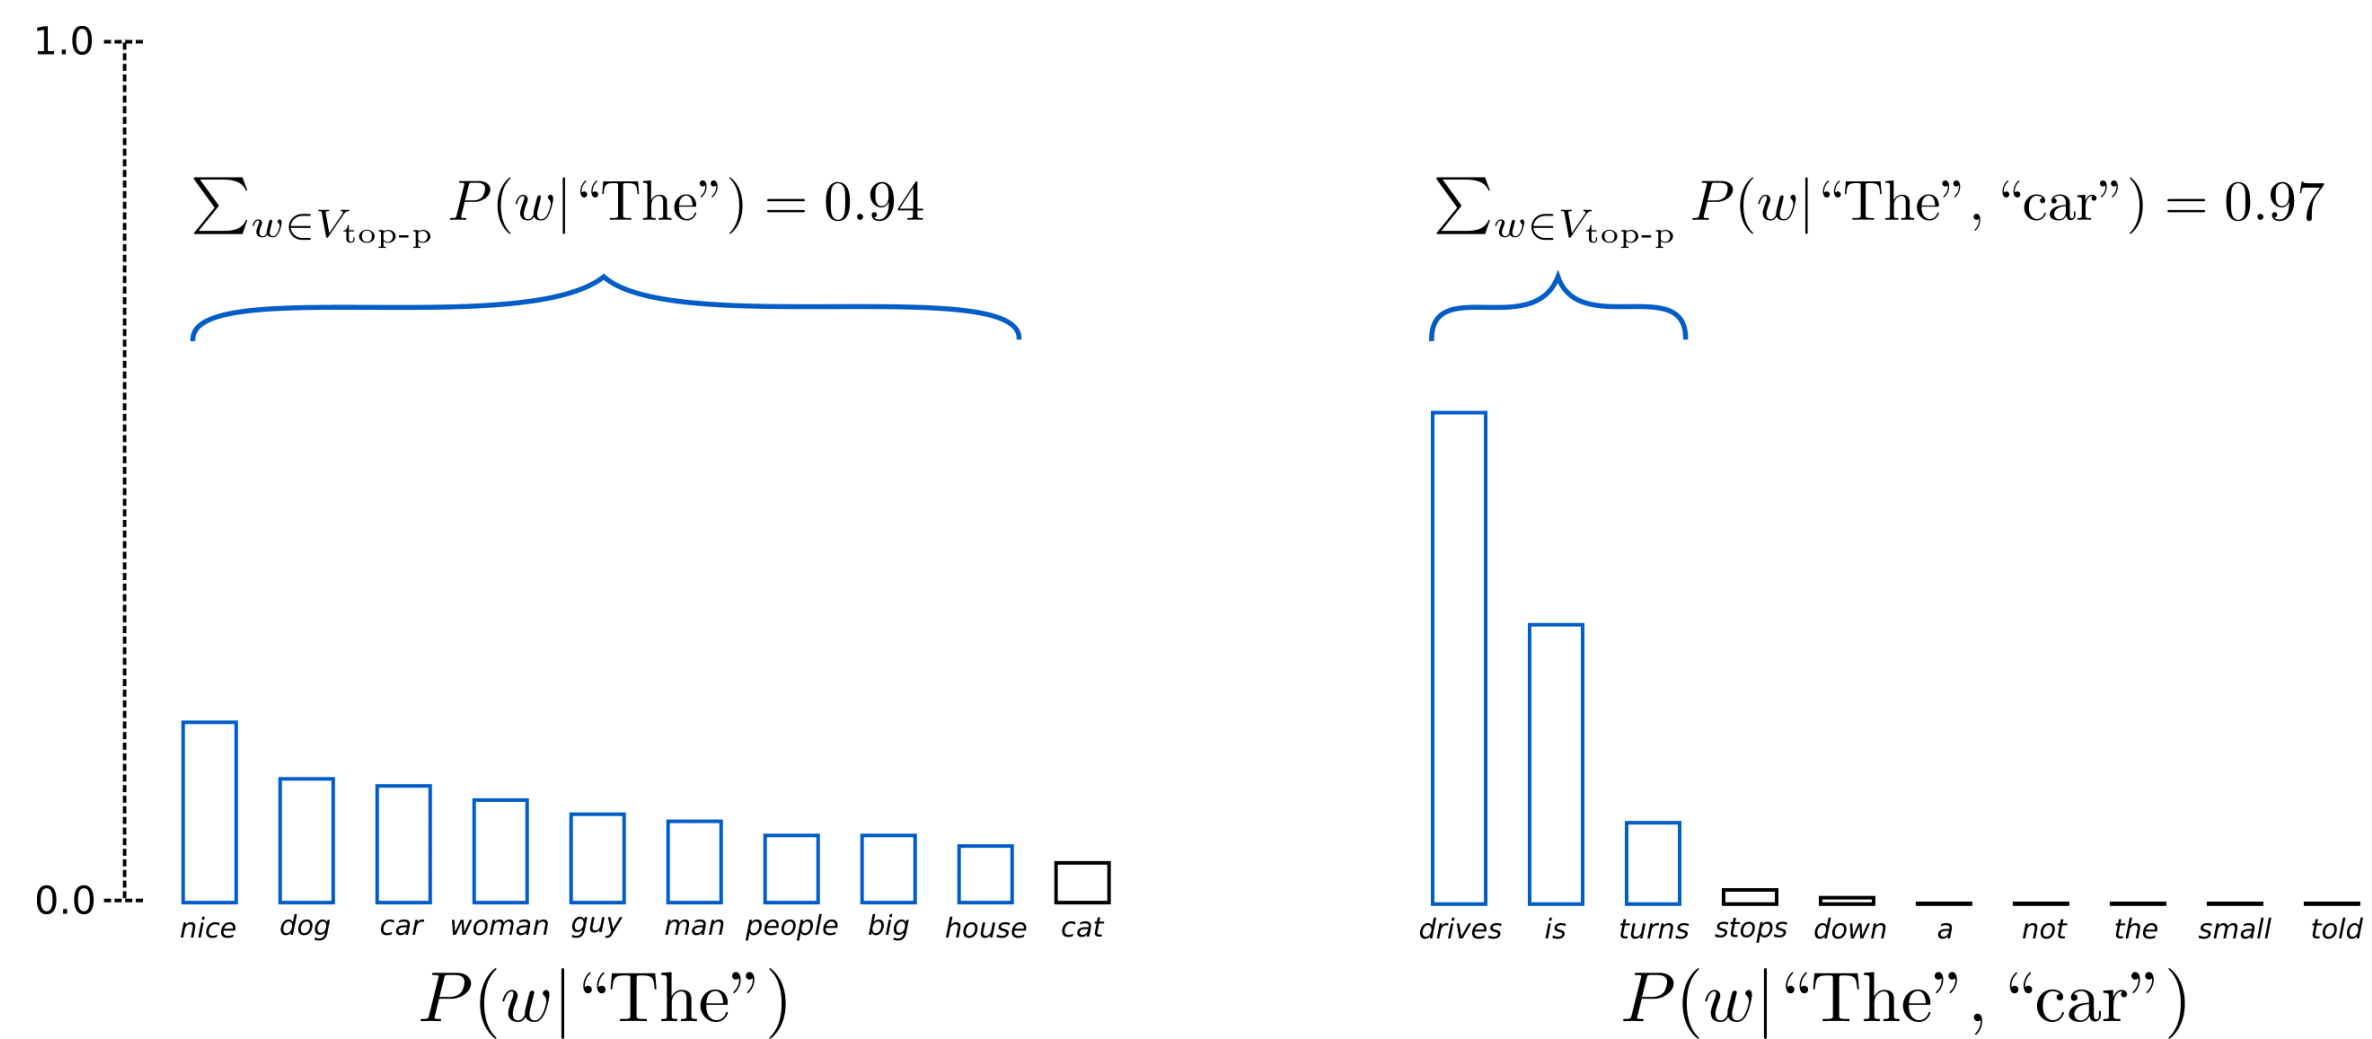 1.0
∑w∈Vtop-p P(w|“The”) = 0.94
∑w∈Vtop-p P(w|“The”, “car”) = 0.97
0.0
nice dog car woman guy man people big house cat
drives is turns stops down a not the small told
P(w|“The”)
P(w|“The”, “car”)